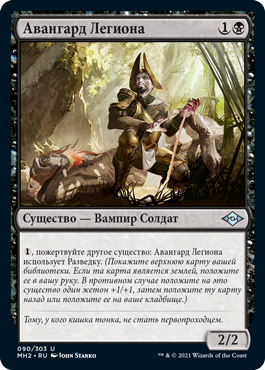 Авангард Легиона 1
Существо — Вампир Солдат
1, пожертвуйте другое существо: Авангард Легиона
использует Разведку. (Покажите верхнюю карту вашей
библиотеки. Если та карта является землей, положите
ее в вашу руку. В противном случае положите на это
существо один жетон +1/+1, затем положите ту карту
назад или положите ее на ваше кладбище.)
Тому, у кого кишка тонка, не стать первопроходцем.
2/2
090/303 U
MH2 • RU John Stanko
™ & © 2021 Wizards of the Coast